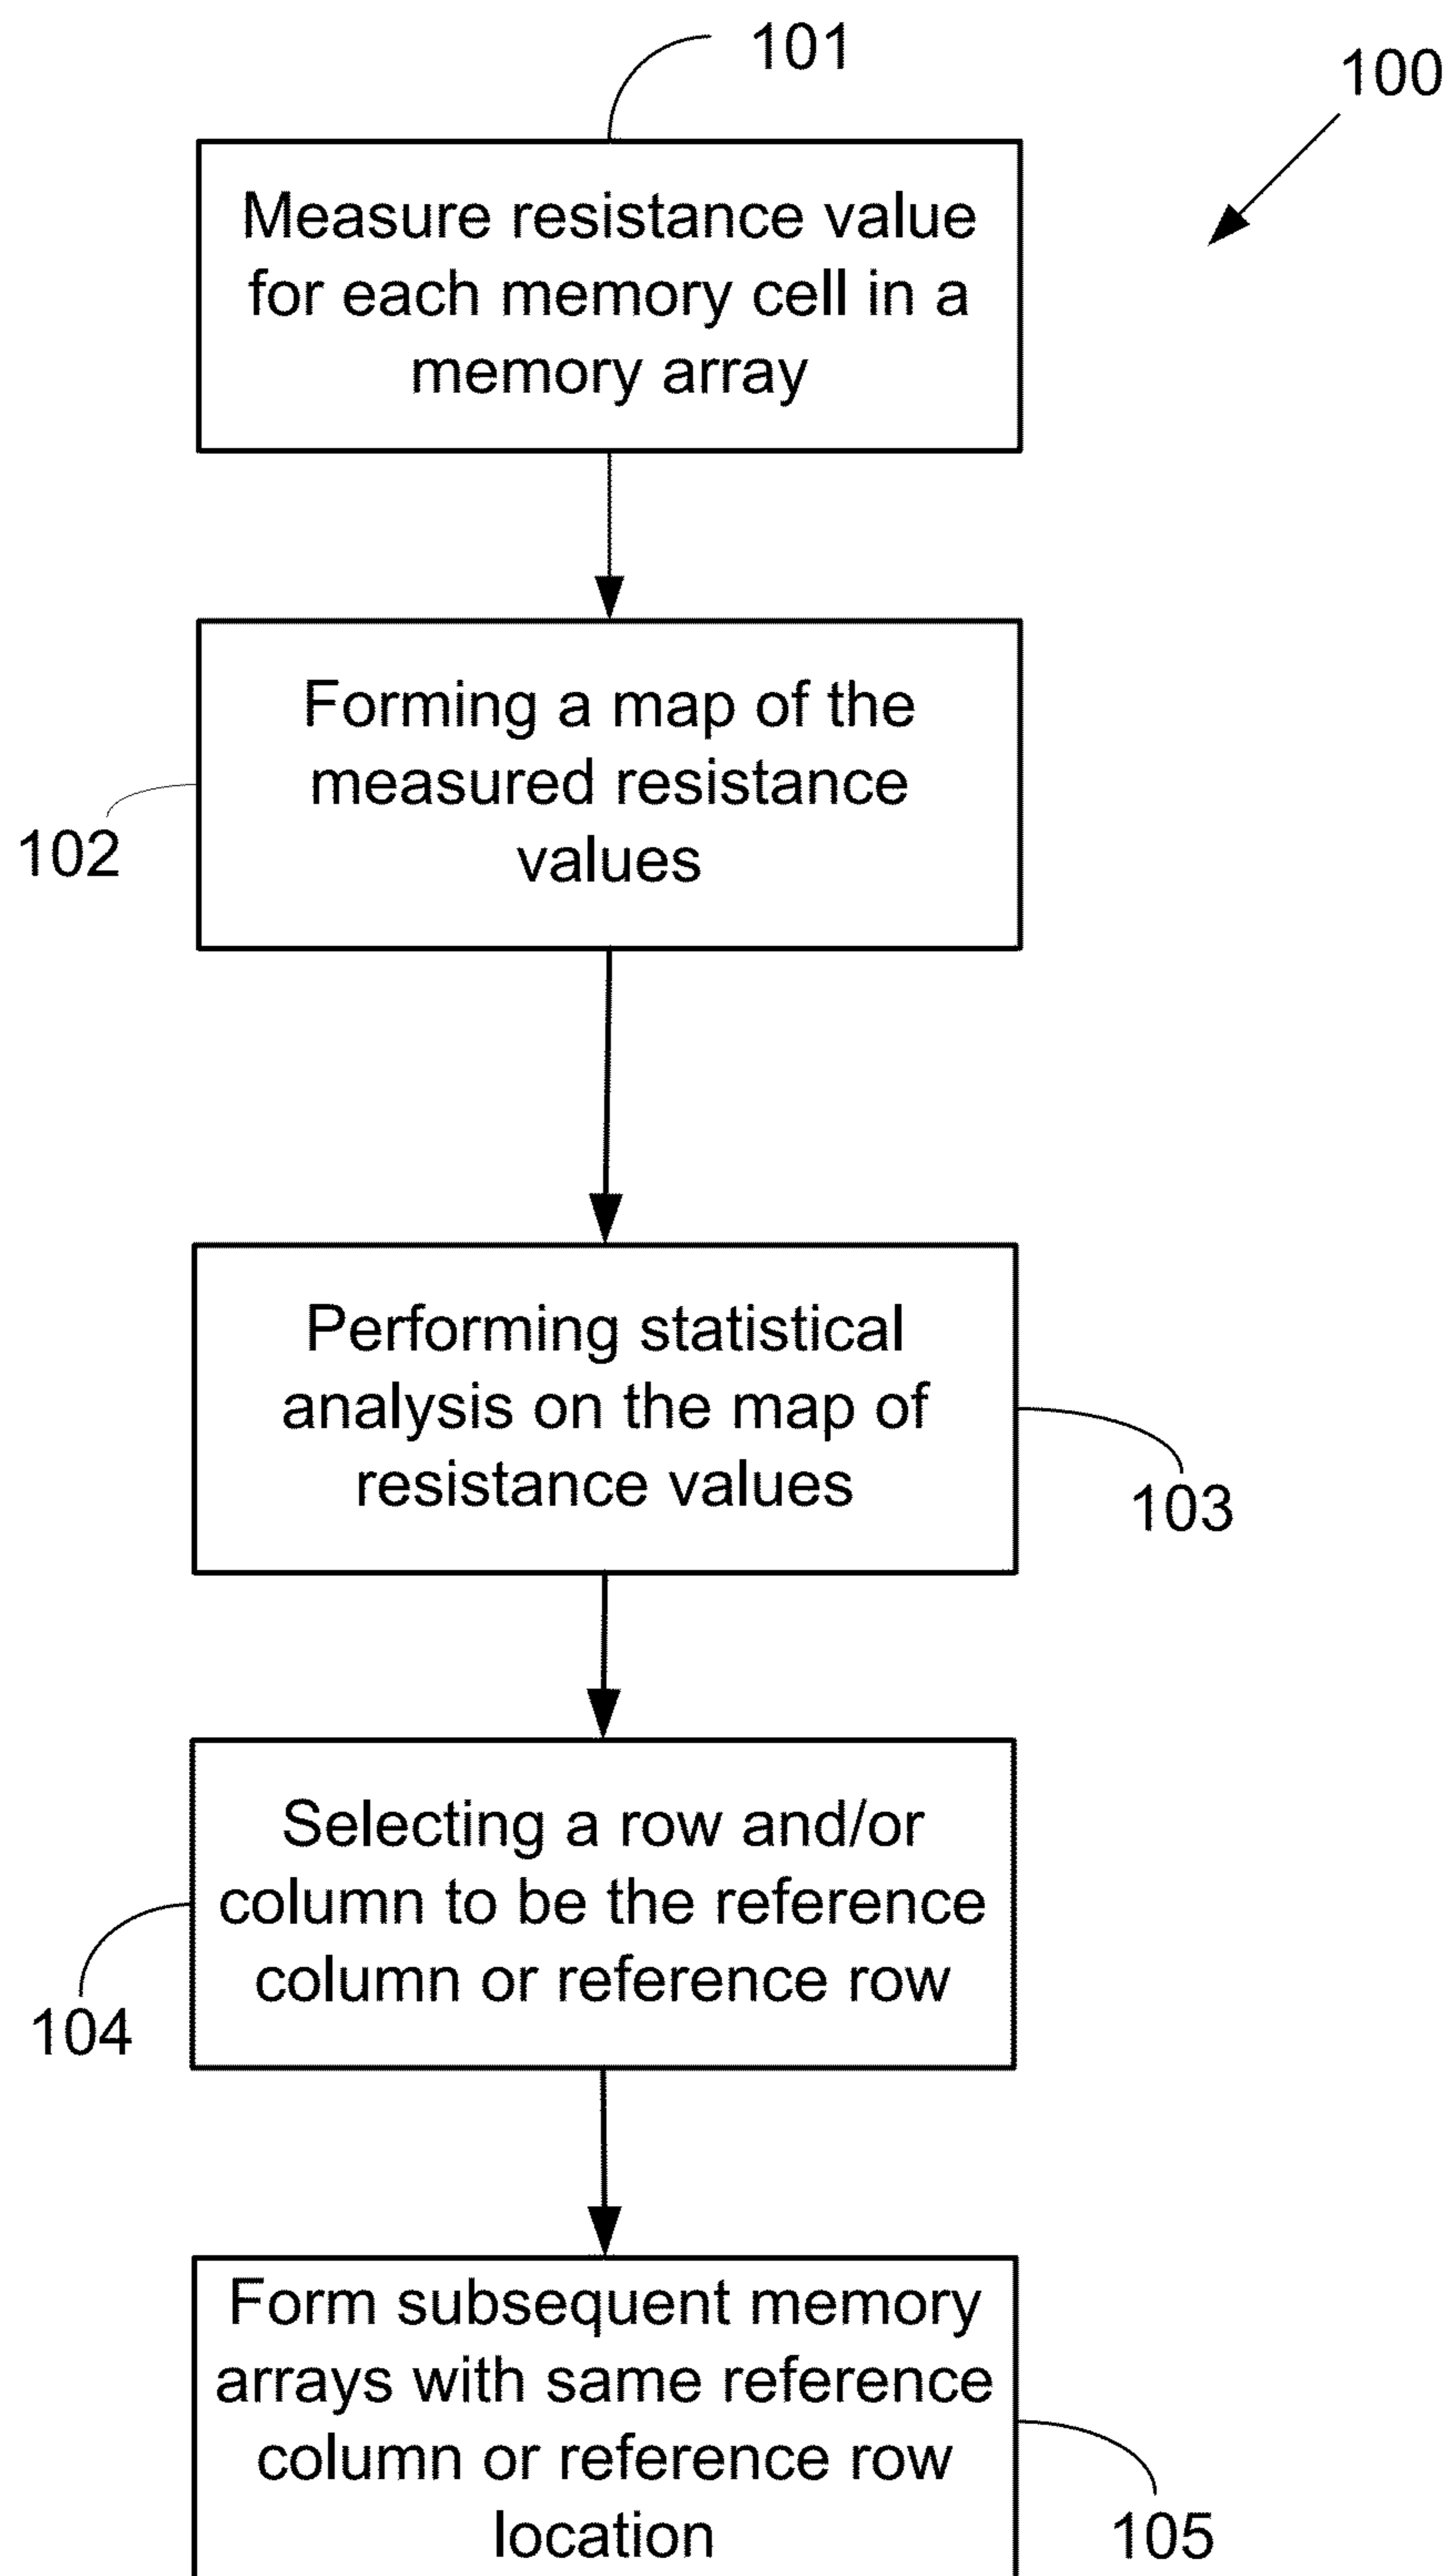 101
100
Measure resistance value
for each memory cell in a
memory array
Forming a map of the
measured resistance
values
102
Performing statistical
analysis on the map of
resistance values
103
Selecting a row and/or
column to be the reference
column or reference row
104
Form subsequent memory
arrays with same reference
column or reference row
location
105